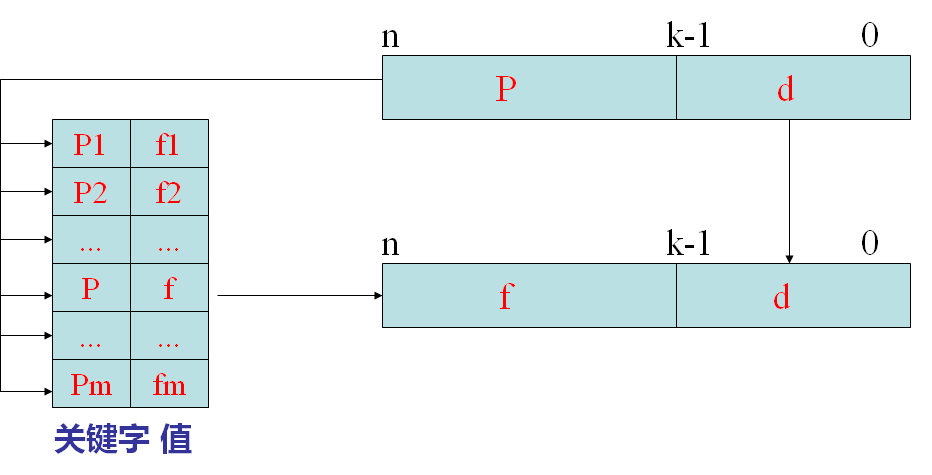 n k-1 0
P d
P1 f1
P2 f2
... ...
P f
... ...
Pm fm
关键字 值
n k-1 0
f d